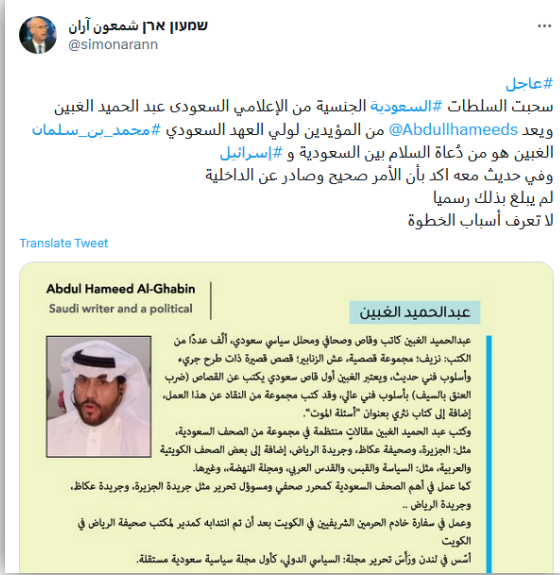 שמעון ארן شمعون آران
@simonarann
#عاجل
سحبت السلطات #السعودية الجنسية من الإعلامي السعودى عبد الحميد الغبين
ويعد @Abdullhameeds من المؤيدين لولي العهد السعودي #محمد_بن_سلمان
الغبين هو من دُعاة السلام بين السعودية و #إسرائيل
وفي حديث معه اكد بأن الأمر صحيح وصادر عن الداخلية
لم يبلغ بذلك رسميا
لا تعرف أسباب الخطوة
Translate Tweet
Abdul Hameed Al-Ghabin
Saudi writer and a political
عبدالحميد الغبين
عبدالحميد الغبين كاتب وقاص وصحافي ومحلل سياسي سعودي، ألّف عددًا من
الكتب: نزيف؛ مجموعة قصصية، عش الزنابير؛ قصص قصيرة ذات طرح جريء
وأسلوب فني حديث، ويعتبر الغبين أول قاص سعودي يكتب عن القصاص (ضرب
العنق بالسيف) بأسلوب فني عالي، وقد كتب مجموعة من النقاد عن هذا العمل،
إضافة إلى كتاب نثري بعنوان "أسئلة الموت".
وكتب عبد الحميد الغبين مقالاتٍ منتظمة في مجموعة من الصحف السعودية،
مثل: الجزيرة، وصحيفة عكاظ، وجريدة الرياض، إضافة إلى بعض الصحف الكويتية
والعربية، مثل: السياسة والقبس، والقدس العربي، ومجلة النهضة،، وغيرها.
كما عمل في أهم الصحف السعودية كمحرر صحفي ومسؤول تحرير مثل جريدة الجزيرة، وجريدة عكاظ،
وجريدة الرياض ..
وعمل في سفارة خادم الحرمين الشريفيين في الكويت بعد أن تم انتدابه كمدير لمكتب صحيفة الرياض في
الكويت
أسّس في لندن ورَأَسَ تحرير مجلة: السياسي الدولي، كأول مجلة سياسية سعودية مستقلة.